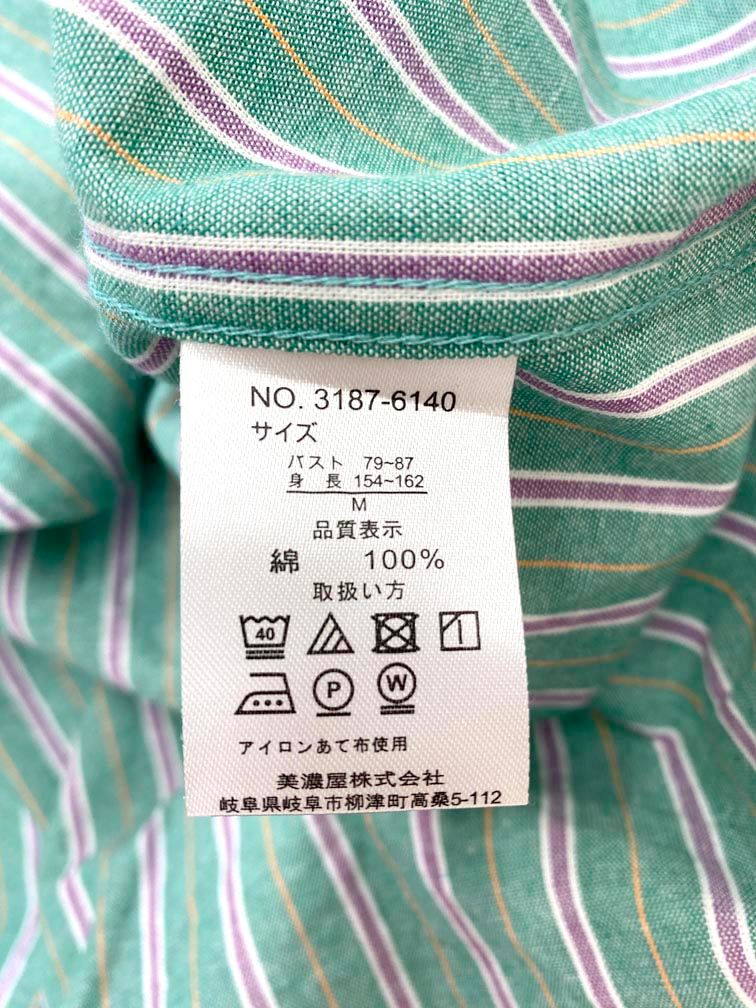 NO. 3187-6140
サイズ
バスト 79~87
身 長 154~162
M
品質表示
綿 100%
取扱い方
40
P W
アイロンあて布使用
美濃屋株式会社
岐阜県岐阜市柳津町高桑5-112